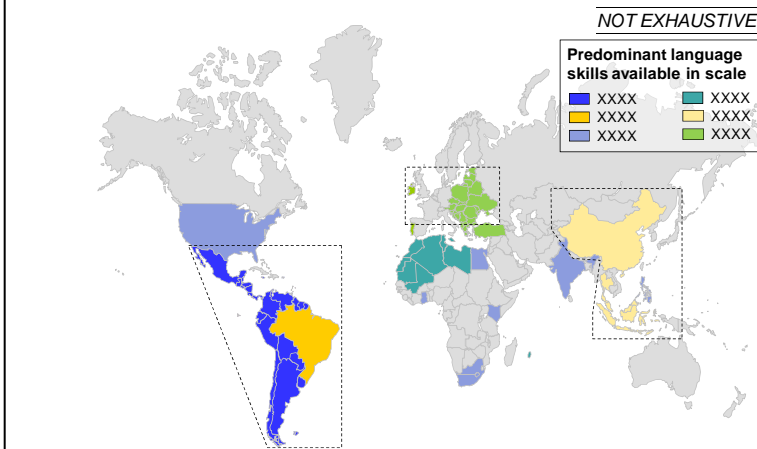 NOT EXHAUSTIVE
Predominant language
skills available in scale
XXXX XXXX
XXXX XXXX
XXXX XXXX